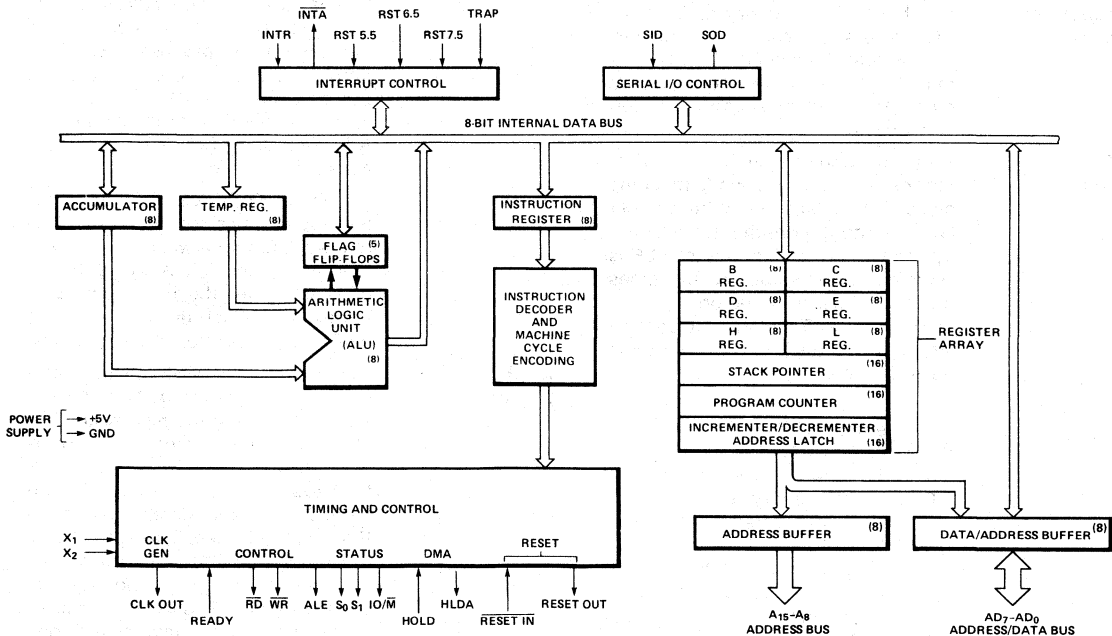 INTR
INTA
RST 5.5
RST 6.5
RST 7.5
TRAP
INTERRUPT CONTROL
SID
SOD
SERIAL I/O CONTROL
8-BIT INTERNAL DATA BUS
ACCUMULATOR
(8)
TEMP. REG.
(8)
FLAG (5)
FLIP-FLOPS
ARITHMETIC
LOGIC
UNIT
(ALU)
(8)
INSTRUCTION
REGISTER (8)
INSTRUCTION
DECODER
AND
MACHINE
CYCLE
ENCODING
B (8)
REG.
C (8)
REG.
D (8)
REG.
E (8)
REG.
H (8)
REG.
L (8)
REG.
STACK POINTER (16)
PROGRAM COUNTER (16)
INCREMENTER/DECREMENTER
ADDRESS LATCH (16)
REGISTER
ARRAY
POWER
SUPPLY
+5V
GND
TIMING AND CONTROL
X1
X2
CLK
GEN
CONTROL
STATUS
DMA
RESET
CLK OUT
READY
RD
WR
ALE
S0
S1
IO/M
HOLD
HLDA
RESET IN
RESET OUT
ADDRESS BUFFER (8)
DATA/ADDRESS BUFFER (8)
A15-A8
ADDRESS BUS
AD7-AD0
ADDRESS/DATA BUS